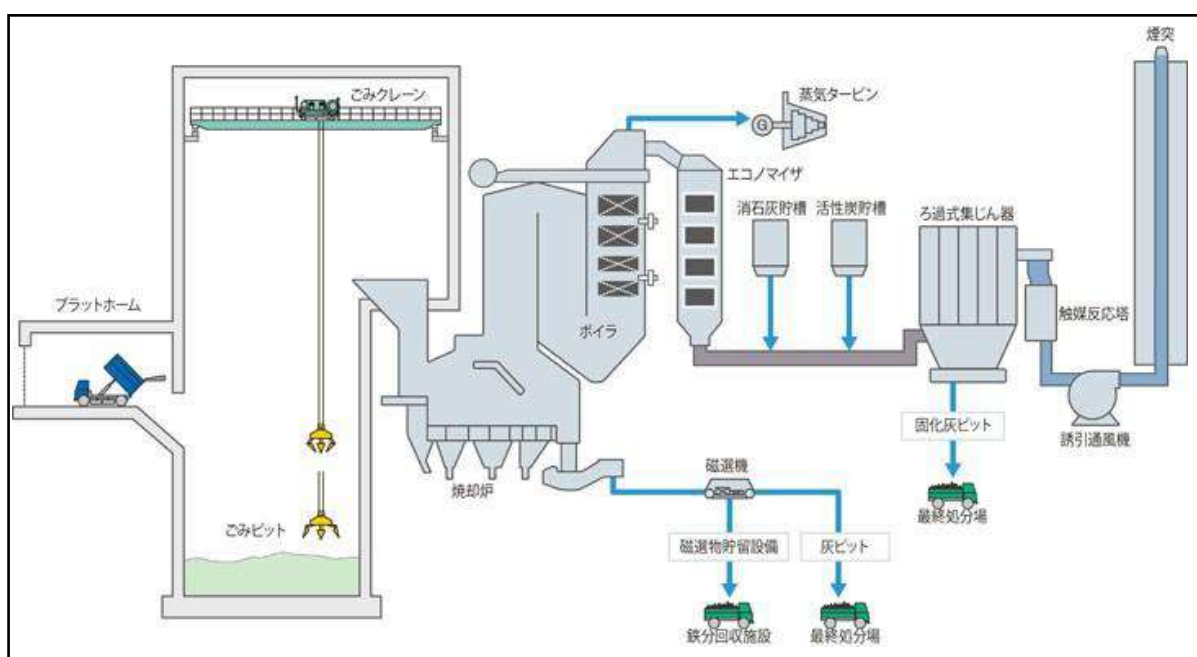 煙突
ごみクレーン
蒸気タービン
G
エコノマイザ
消石灰貯槽
活性炭貯槽
ろ過式集じん器
プラットホーム
ボイラ
触媒反応塔
固化灰ピット
誘引通風機
焼却炉
磁選機
最終処分場
ごみピット
磁選物貯留設備
灰ピット
鉄分回収施設
最終処分場